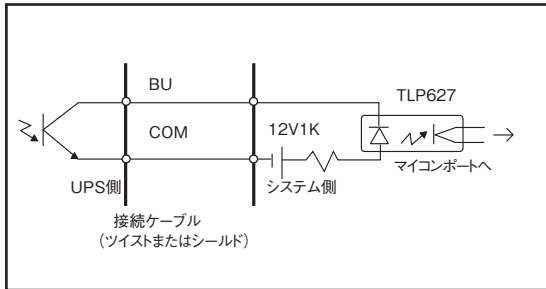 BU
TLP627
COM
12V1K
マイコンポートへ
UPS側
システム側
接続ケーブル
（ツイストまたはシールド）